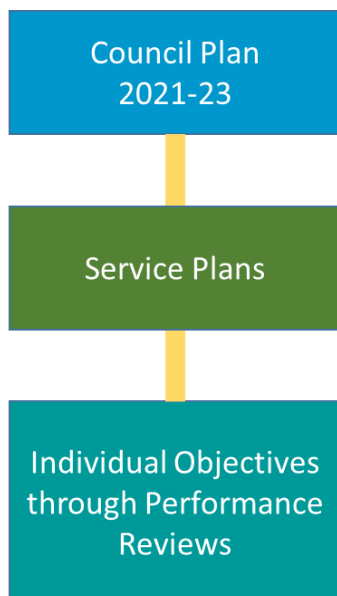 Council Plan
2021-23
Service Plans
Individual Objectives
through Performance
Reviews